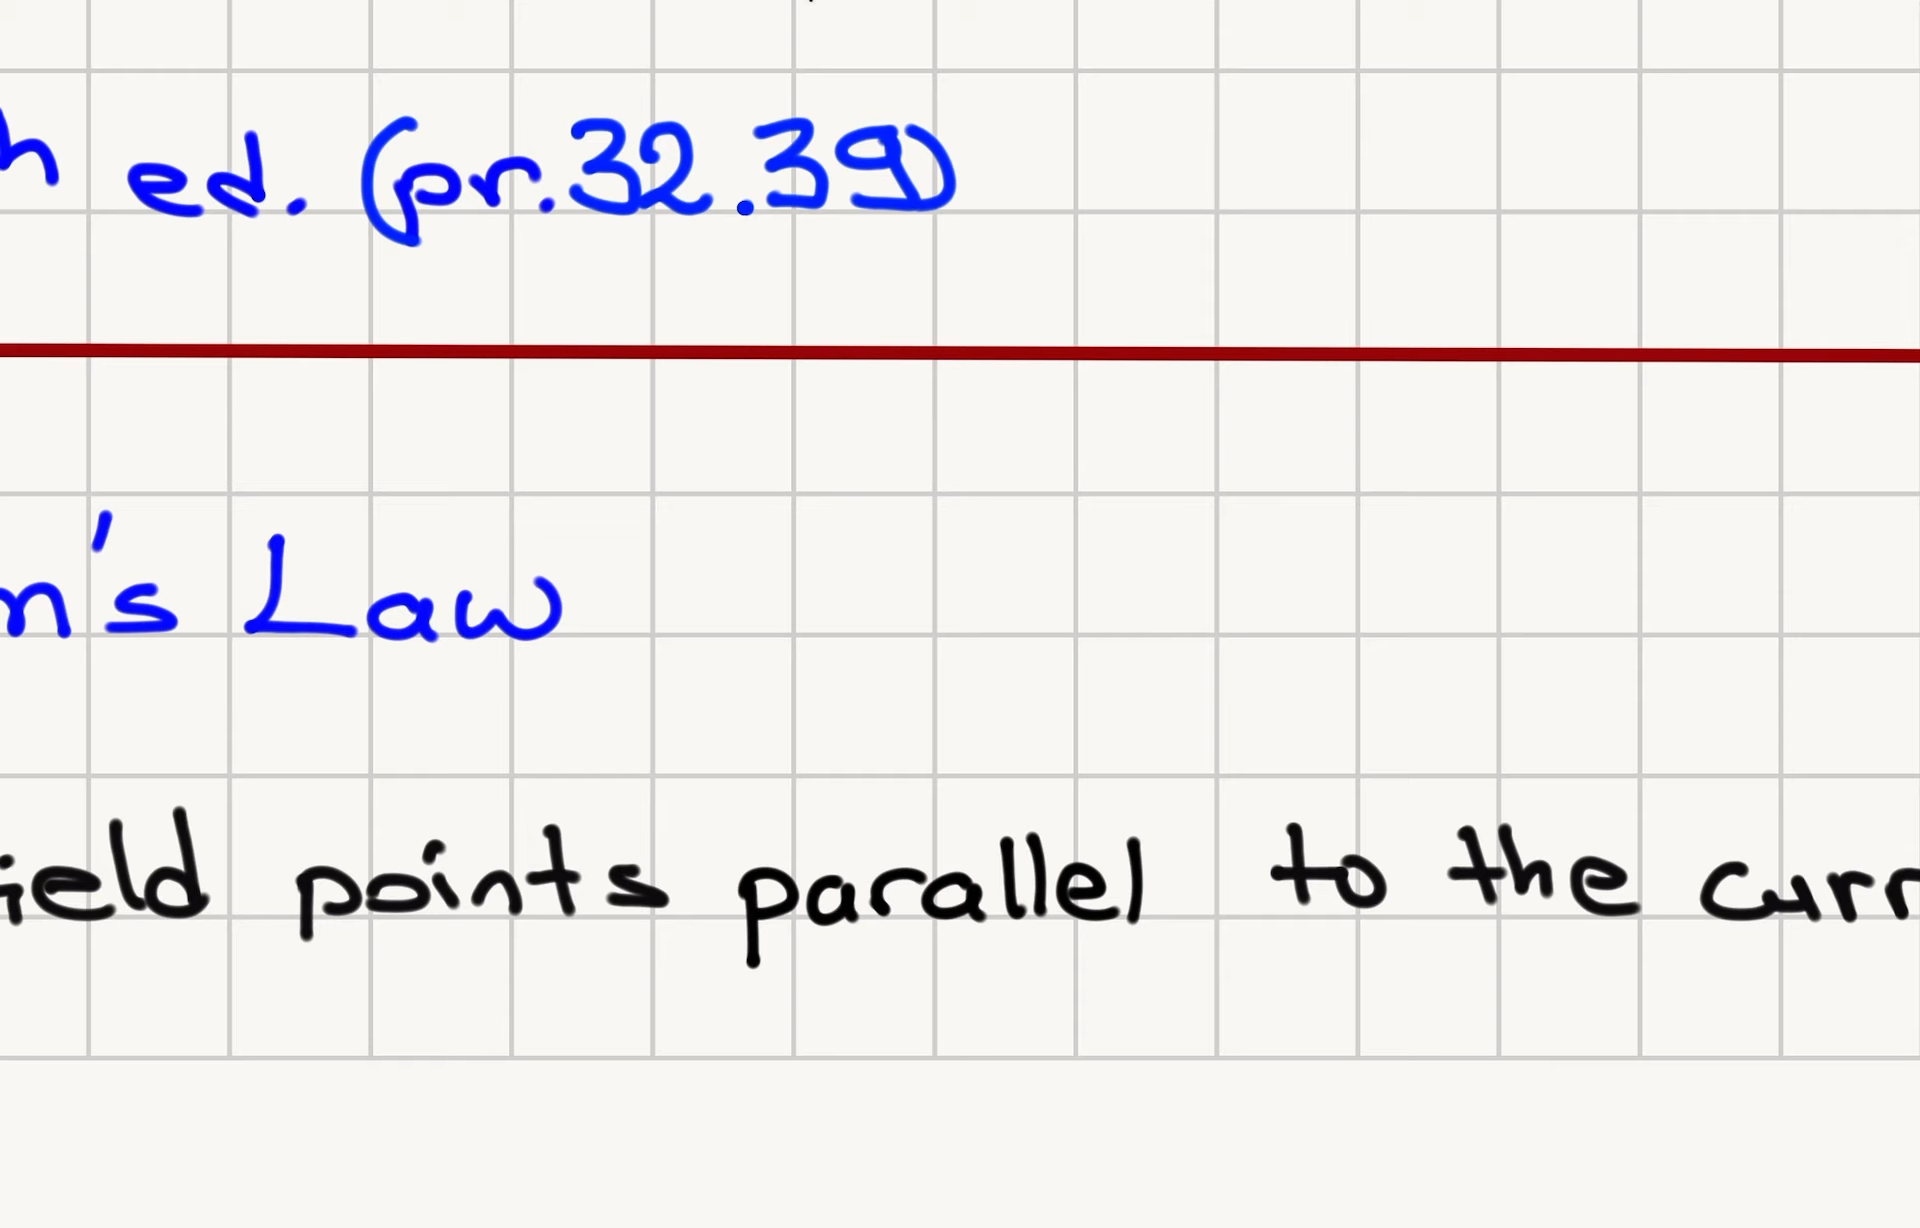 h ed. (pr.32.39)
n's Law
ield points parallel to the curr